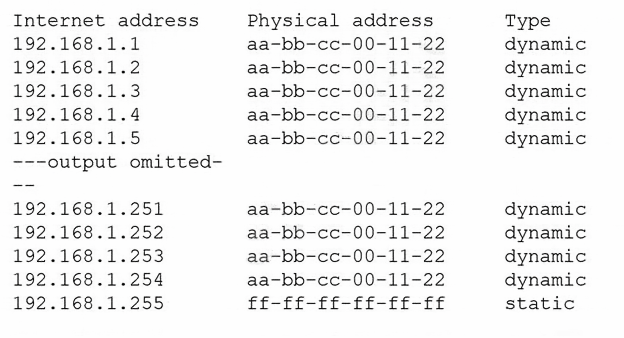 Internet address Physical address Type
192.168.1.1 aa-bb-cc-00-11-22 dynamic
192.168.1.2 aa-bb-cc-00-11-22 dynamic
192.168.1.3 aa-bb-cc-00-11-22 dynamic
192.168.1.4 aa-bb-cc-00-11-22 dynamic
192.168.1.5 aa-bb-cc-00-11-22 dynamic
---output omitted-
--
192.168.1.251 aa-bb-cc-00-11-22 dynamic
192.168.1.252 aa-bb-cc-00-11-22 dynamic
192.168.1.253 aa-bb-cc-00-11-22 dynamic
192.168.1.254 aa-bb-cc-00-11-22 dynamic
192.168.1.255 ff-ff-ff-ff-ff-ff static